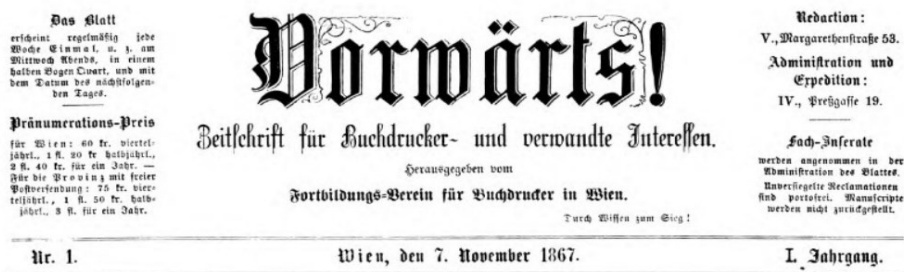 Das Blatt
erscheint regelmäßig jede
Woche Einmal, u. z. am
Mittwoch Abends, in einem
halben Bogen Quart, und mit
dem Datum des nächstfolgen-
den Tages.
Pränumerations-Preis
für Wien: 60 kr. viertel-
jährl., 1 fl. 20 kr halbjährl.,
2 fl. 40 kr. für ein Jahr. —
Für die Provinz mit freier
Postversendung: 75 kr. vier-
teljährl., 1 fl. 50 kr. halb-
jährl., 3 fl. für ein Jahr.
Vorwärts!
Zeitschrift für Buchdrucker- und verwandte Interessen.
Herausgegeben vom
Fortbildungs-Verein für Buchdrucker in Wien.
Durch Wissen zum Sieg!
Redaction:
V., Margarethenstraße 53.
Administration und
Expedition:
IV., Preßgasse 19.
Fach-Inserate
werden angenommen in der
Administration des Blattes.
Unversiegelte Reclamationen
sind portofrei. Manuscripte
werden nicht zurückgestellt.
Nr. 1.
Wien, den 7. November 1867.
I. Jahrgang.